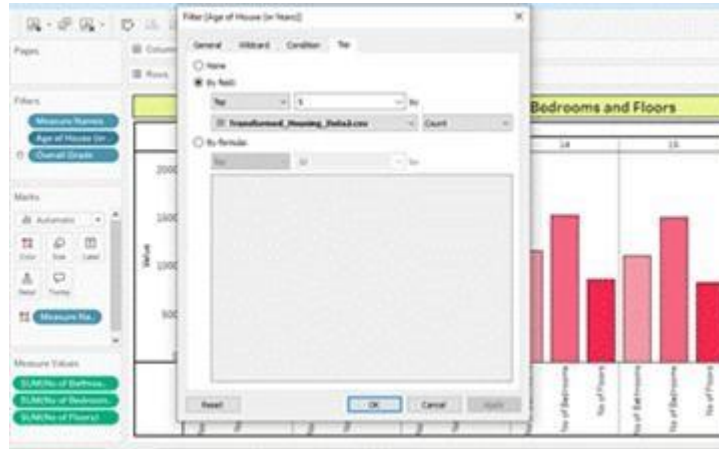 Filter [Age of House (in Years)]
Pages
Columns
Rows
General Wildcard Condition Top
None
By field:
Top 5 by
Transformed_Housing_Data2.csv Count
By formula:
Top 10 by
Reset OK Cancel Apply
Filters
Measure Names
Age of House (in..
Overall Grade
Marks
Automatic
Color Size Label
Detail Tooltip
Measure Na..
Measure Values
SUM(No of Bathroo..
SUM(No of Bedroom..
SUM(No of Floors)
Bedrooms and Floors
14 15
Value
2000
1500
1000
500
No of Bedrooms
No of Floors
No of Bathrooms
No of Bedrooms
No of Floors